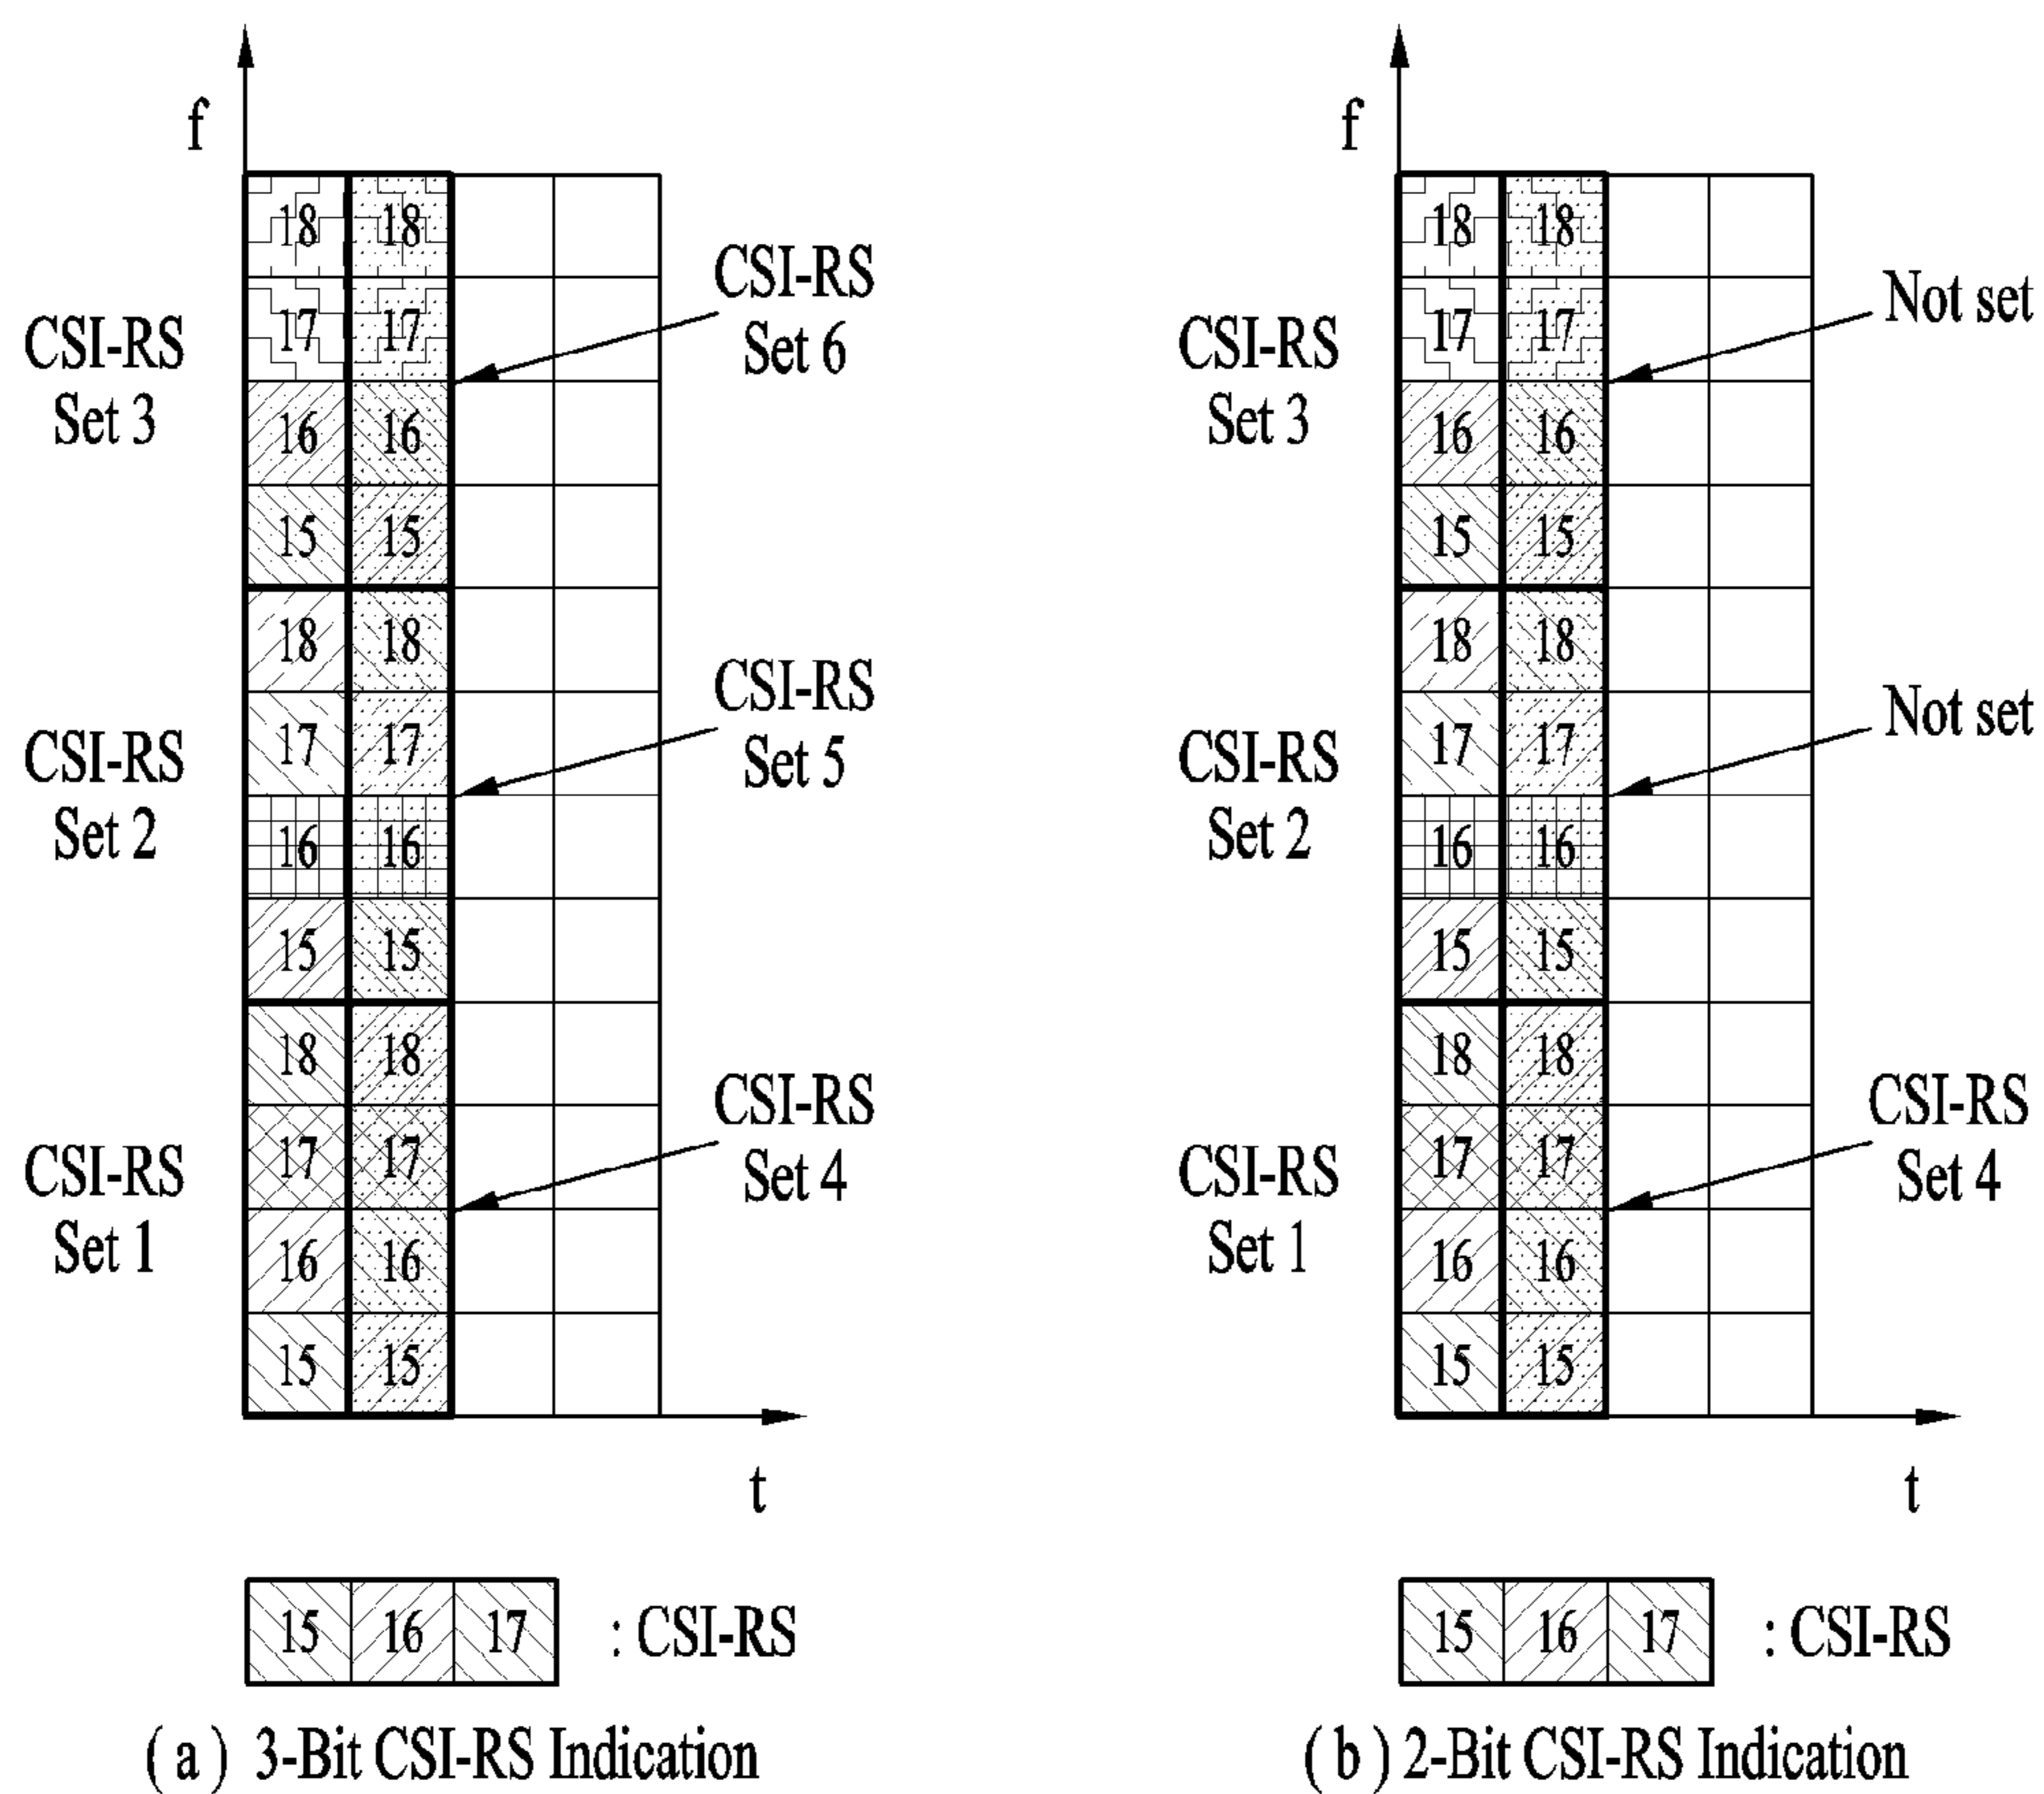 f
18 18
17 17
16 16
15 15
18 18
17 17
16 16
15 15
18 18
17 17
16 16
15 15
CSI-RS
Set 3
CSI-RS
Set 2
CSI-RS
Set 1
CSI-RS
Set 6
CSI-RS
Set 5
CSI-RS
Set 4
t
15 16 17 : CSI-RS
( a ) 3-Bit CSI-RS Indication
f
18 18
17 17
16 16
15 15
18 18
17 17
16 16
15 15
18 18
17 17
16 16
15 15
CSI-RS
Set 3
CSI-RS
Set 2
CSI-RS
Set 1
Not set
Not set
CSI-RS
Set 4
t
15 16 17 : CSI-RS
( b ) 2-Bit CSI-RS Indication